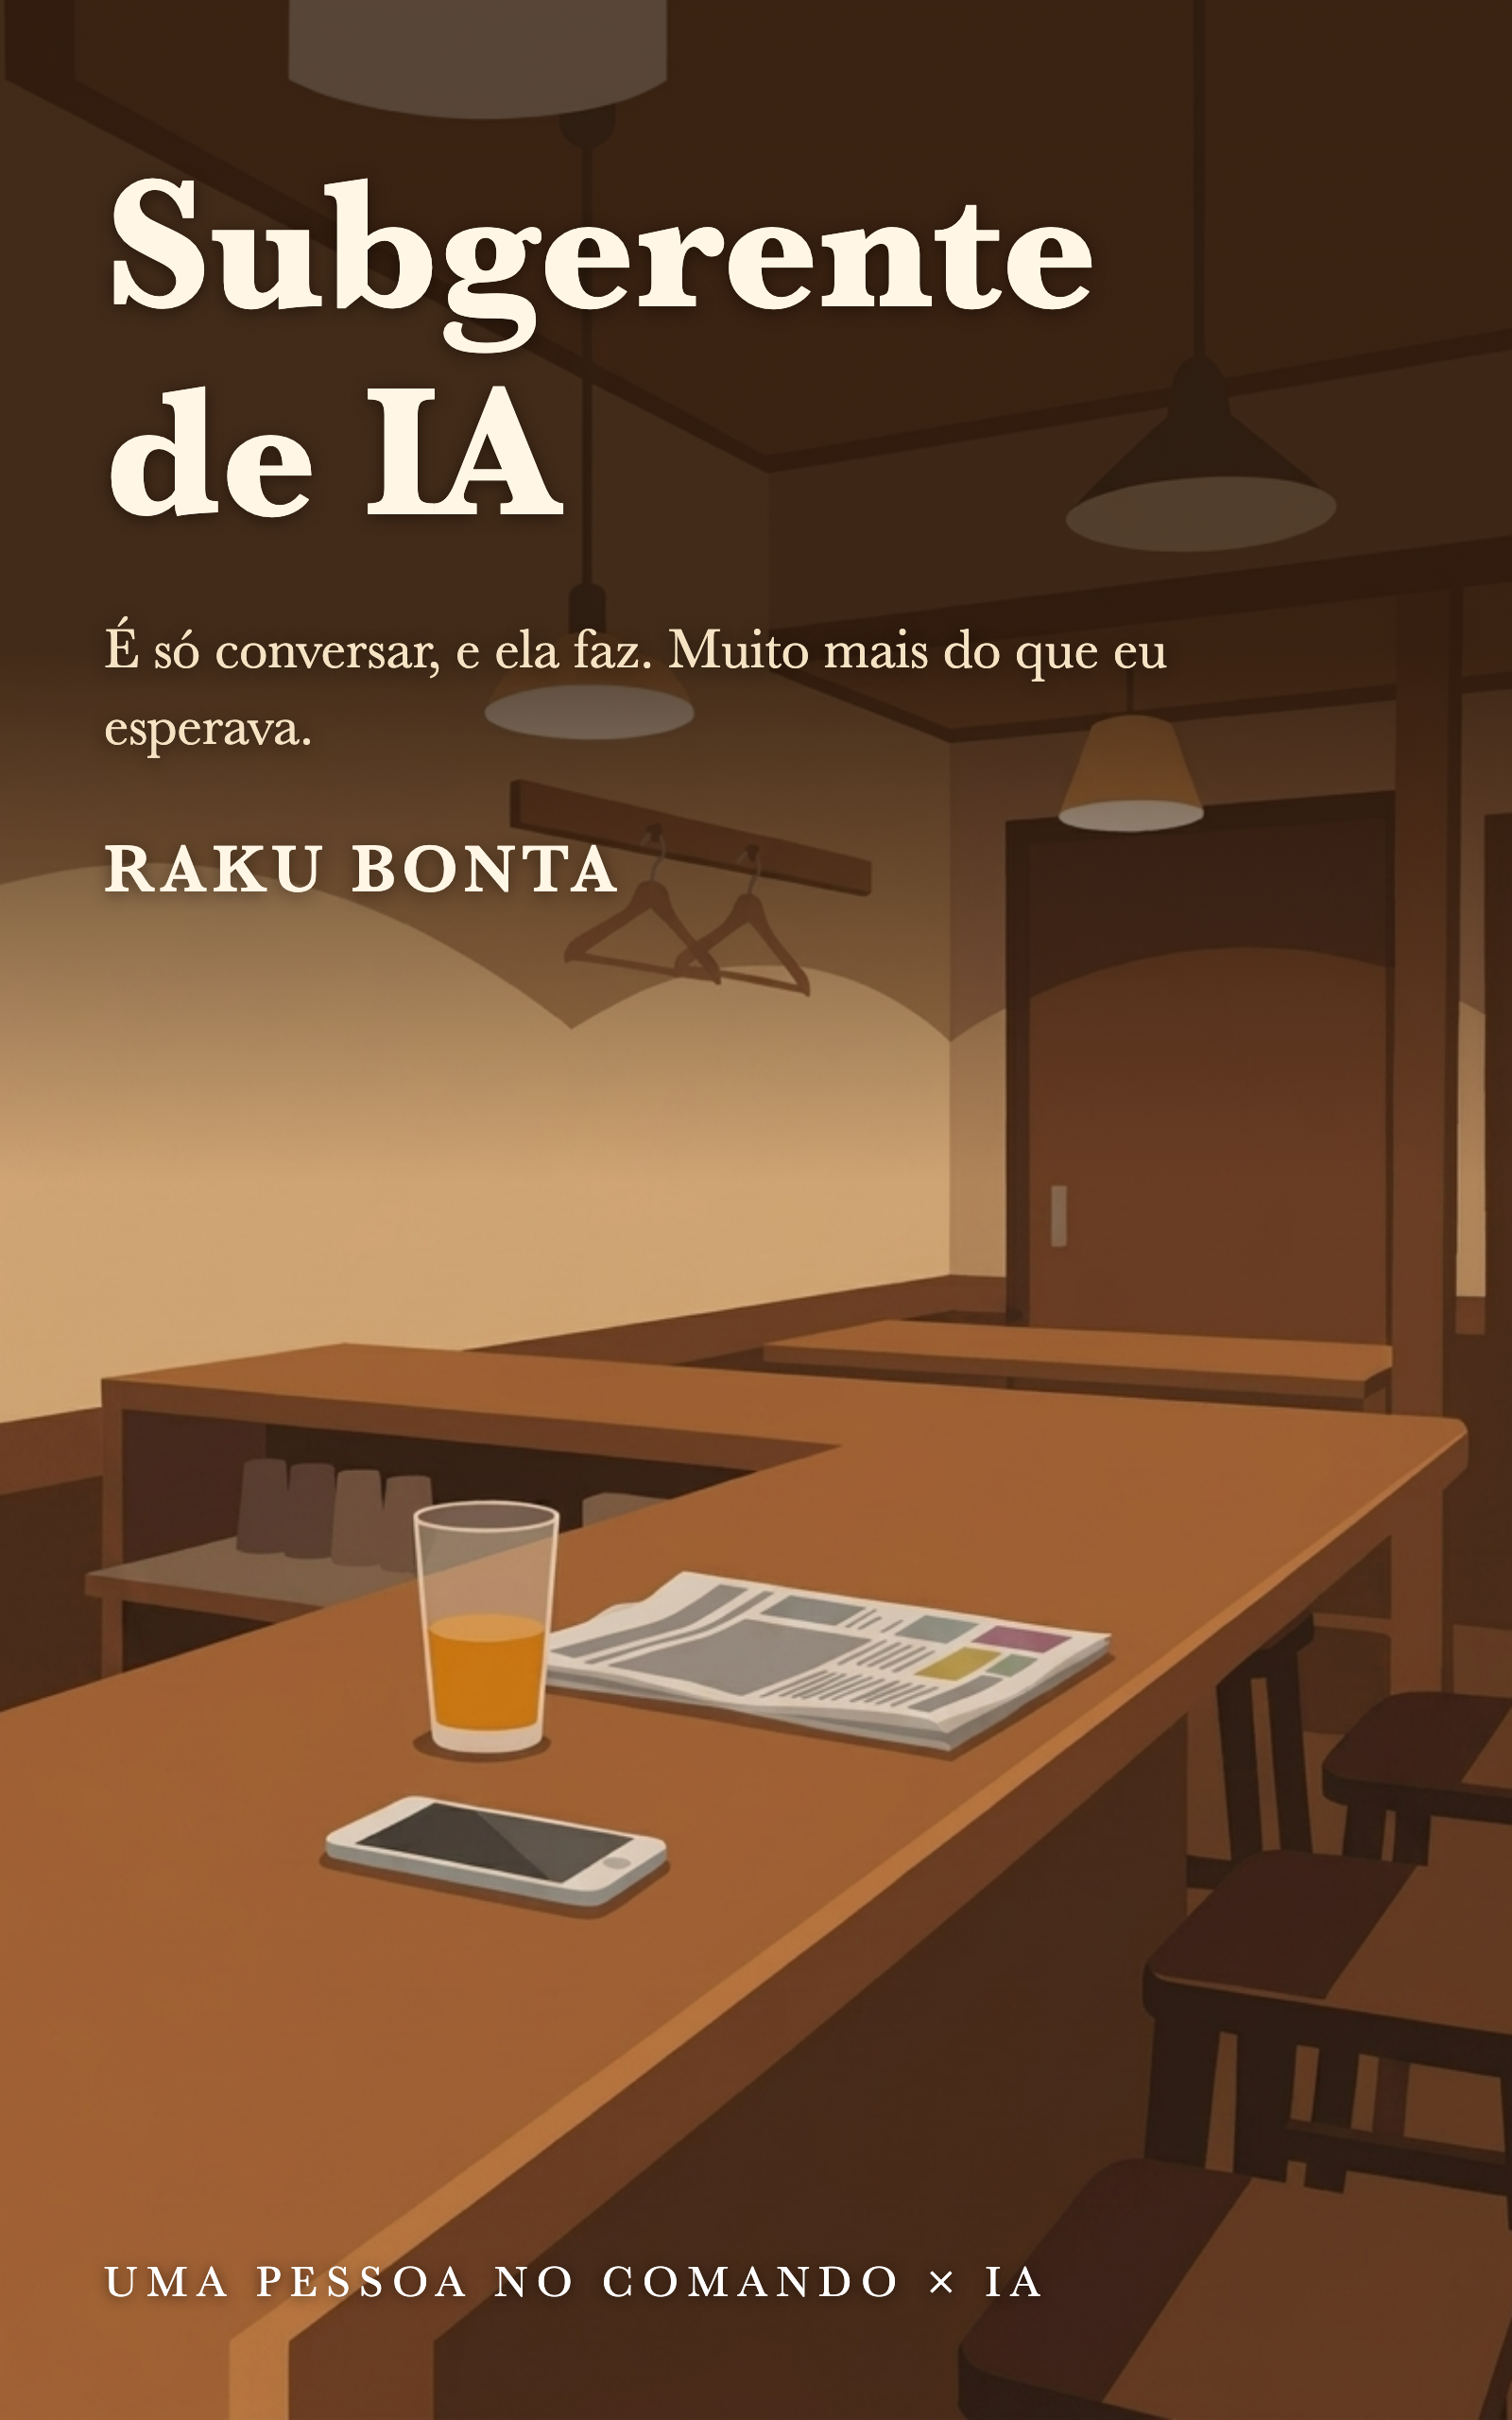 Subgerente
de IA
É só conversar, e ela faz. Muito mais do que eu
esperava.
RAKU BONTA
UMA PESSOA NO COMANDO × IA